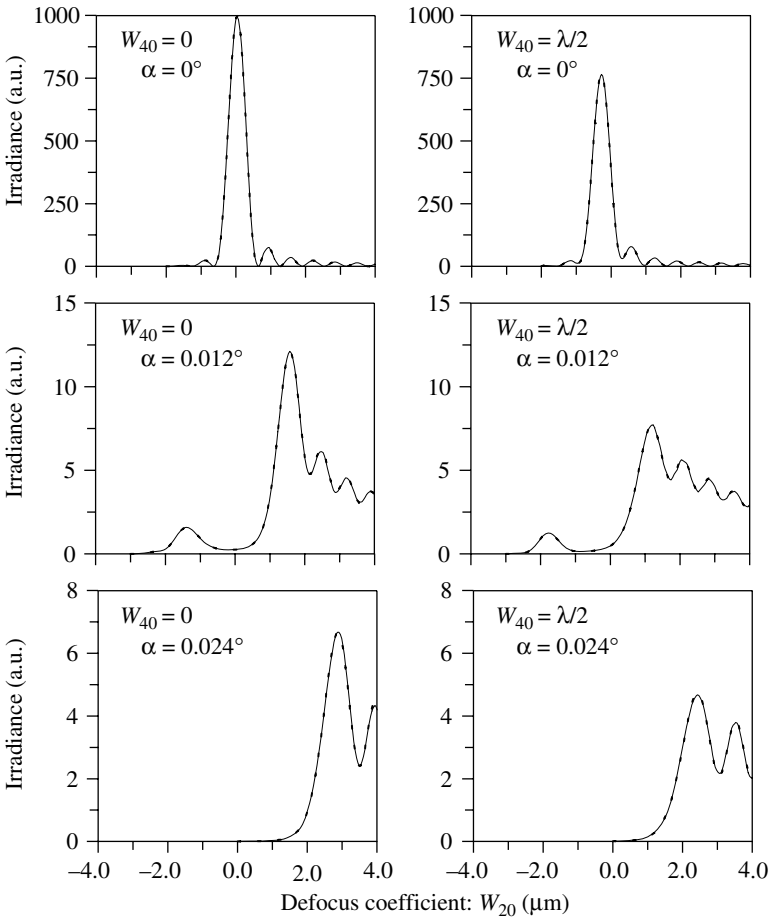 1000
750
500
250
0
Irradiance (a.u.)
W₄₀ = 0
α = 0°
1000
750
500
250
0
W₄₀ = λ/2
α = 0°
15
10
5
0
Irradiance (a.u.)
W₄₀ = 0
α = 0.012°
15
10
5
0
W₄₀ = λ/2
α = 0.012°
8
6
4
2
0
Irradiance (a.u.)
W₄₀ = 0
α = 0.024°
−4.0 −2.0 0.0 2.0 4.0
8
6
4
2
0
W₄₀ = λ/2
α = 0.024°
−4.0 −2.0 0.0 2.0 4.0
Defocus coefficient: W₂₀ (μm)